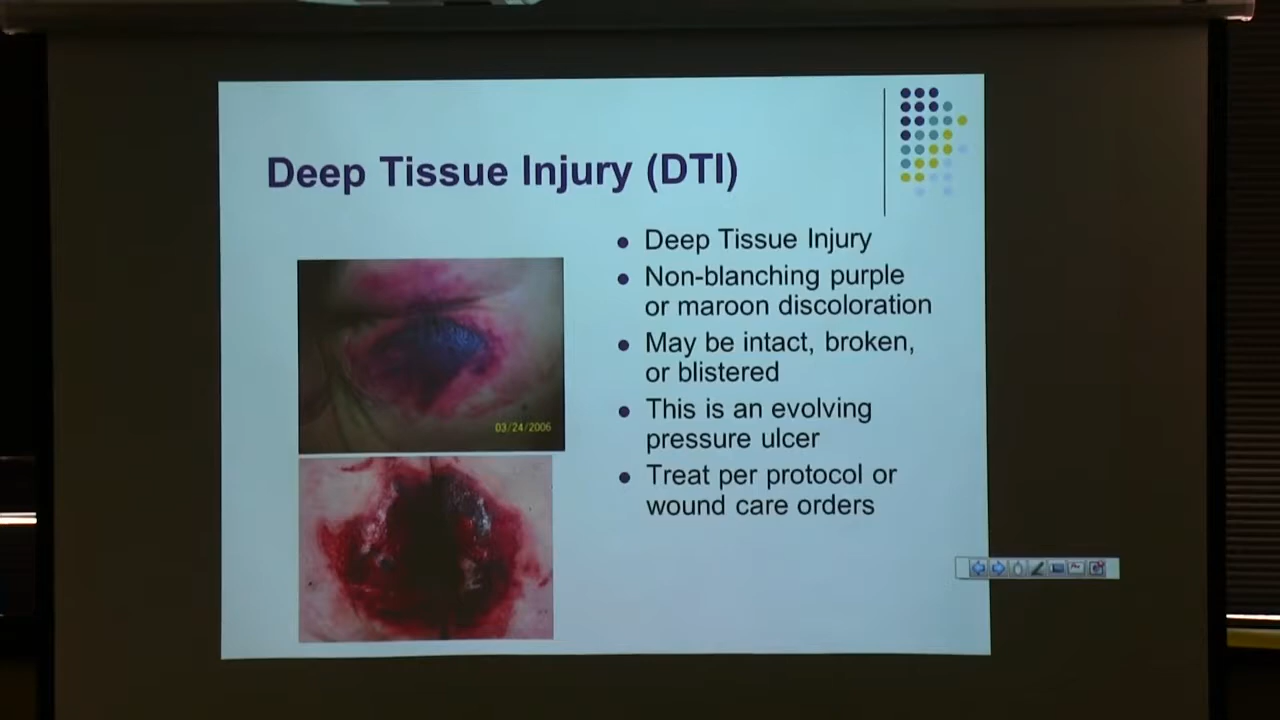 Deep Tissue Injury (DTI)
Deep Tissue Injury
Non-blanching purple
or maroon discoloration
May be intact, broken,
or blistered
This is an evolving
pressure ulcer
Treat per protocol or
wound care orders
03/24/2006